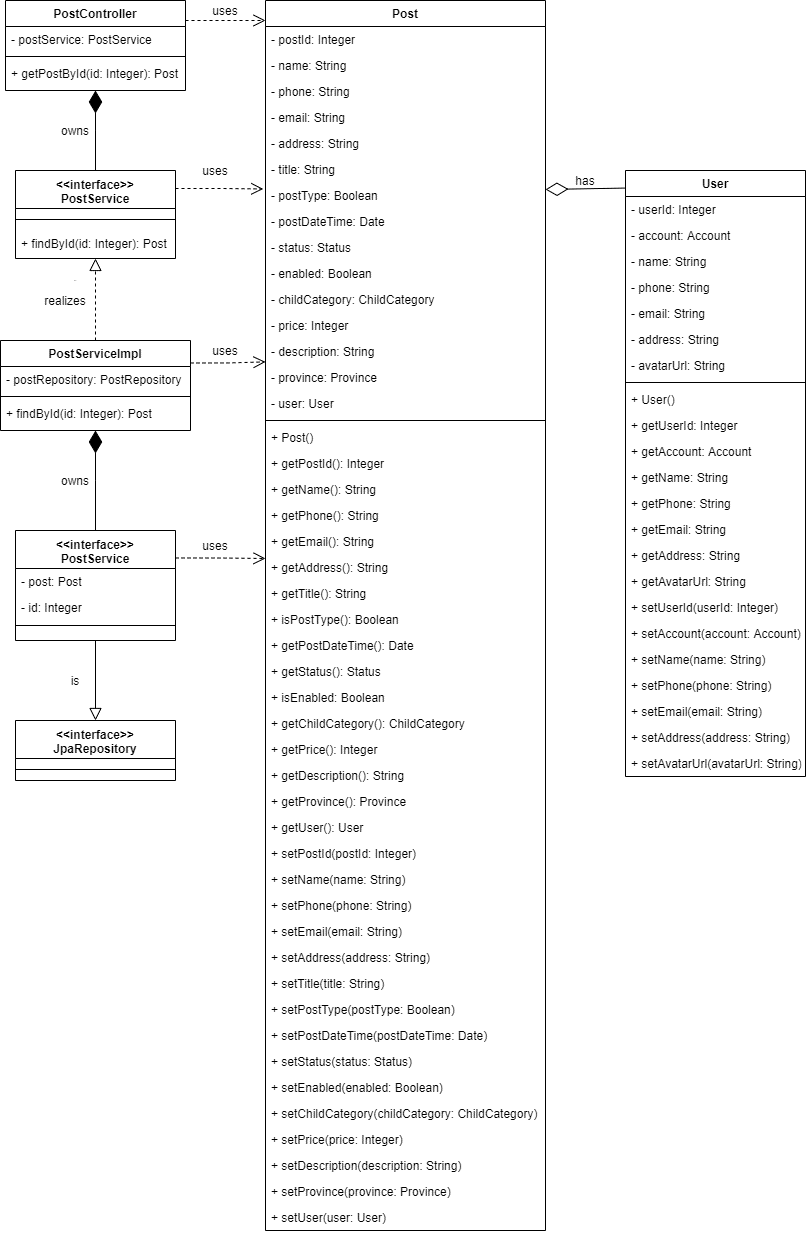 PostController
- postService: PostService
+ getPostById(id: Integer): Post
owns
<<interface>>
PostService
+ findById(id: Integer): Post
realizes
PostServiceImpl
- postRepository: PostRepository
+ findById(id: Integer): Post
owns
<<interface>>
PostService
- post: Post
- id: Integer
is
<<interface>>
JpaRepository
uses
uses
uses
uses
Post
- postId: Integer
- name: String
- phone: String
- email: String
- address: String
- title: String
- postType: Boolean
- postDateTime: Date
- status: Status
- enabled: Boolean
- childCategory: ChildCategory
- price: Integer
- description: String
- province: Province
- user: User
+ Post()
+ getPostId(): Integer
+ getName(): String
+ getPhone(): String
+ getEmail(): String
+ getAddress(): String
+ getTitle(): String
+ isPostType(): Boolean
+ getPostDateTime(): Date
+ getStatus(): Status
+ isEnabled: Boolean
+ getChildCategory(): ChildCategory
+ getPrice(): Integer
+ getDescription(): String
+ getProvince(): Province
+ getUser(): User
+ setPostId(postId: Integer)
+ setName(name: String)
+ setPhone(phone: String)
+ setEmail(email: String)
+ setAddress(address: String)
+ setTitle(title: String)
+ setPostType(postType: Boolean)
+ setPostDateTime(postDateTime: Date)
+ setStatus(status: Status)
+ setEnabled(enabled: Boolean)
+ setChildCategory(childCategory: ChildCategory)
+ setPrice(price: Integer)
+ setDescription(description: String)
+ setProvince(province: Province)
+ setUser(user: User)
has
User
- userId: Integer
- account: Account
- name: String
- phone: String
- email: String
- address: String
- avatarUrl: String
+ User()
+ getUserId: Integer
+ getAccount: Account
+ getName: String
+ getPhone: String
+ getEmail: String
+ getAddress: String
+ getAvatarUrl: String
+ setUserId(userId: Integer)
+ setAccount(account: Account)
+ setName(name: String)
+ setPhone(phone: String)
+ setEmail(email: String)
+ setAddress(address: String)
+ setAvatarUrl(avatarUrl: String)